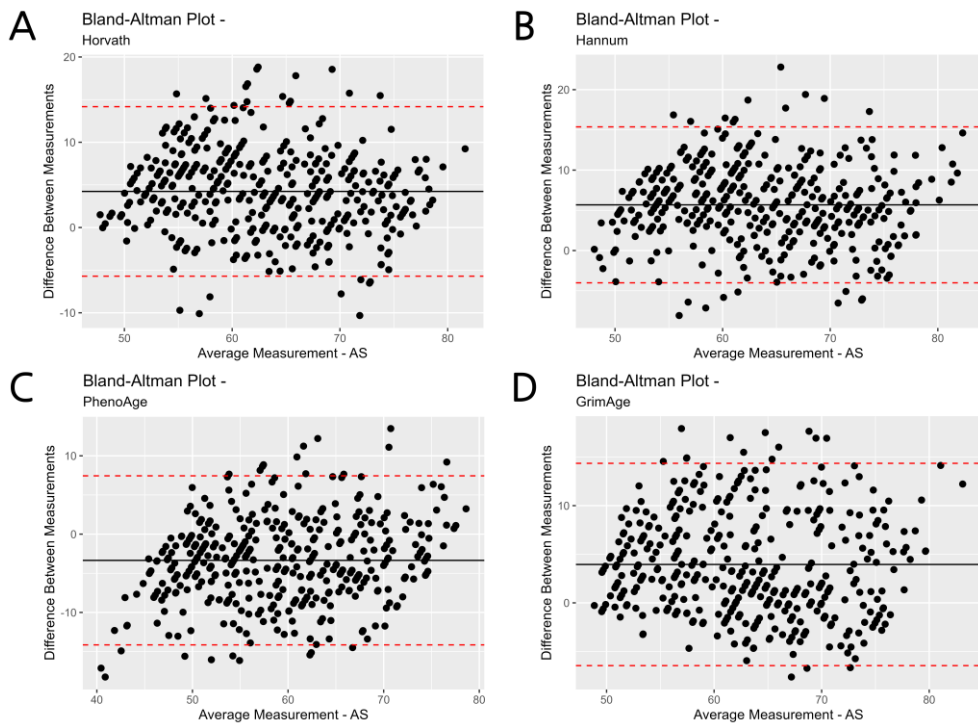 A
Bland-Altman Plot -
Horvath
Difference Between Measurements
20
10
0
-10
50 60 70 80
Average Measurement - AS
B
Bland-Altman Plot -
Hannum
Difference Between Measurements
20
10
0
50 60 70 80
Average Measurement - AS
C
Bland-Altman Plot -
PhenoAge
Difference Between Measurements
10
0
-10
40 50 60 70 80
Average Measurement - AS
D
Bland-Altman Plot -
GrimAge
Difference Between Measurements
10
0
50 60 70 80
Average Measurement - AS